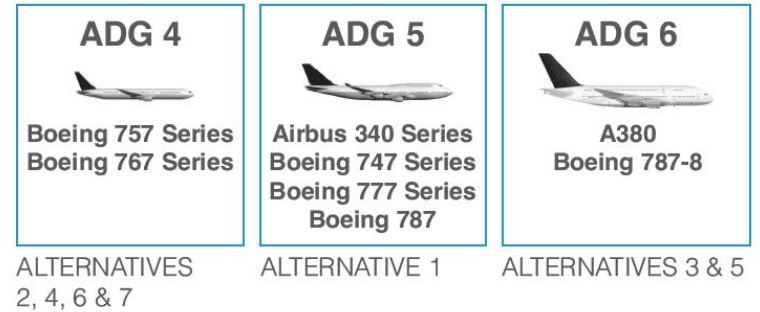 ADG 4
Boeing 757 Series
Boeing 767 Series
ALTERNATIVES
2, 4, 6 & 7
ADG 5
Airbus 340 Series
Boeing 747 Series
Boeing 777 Series
Boeing 787
ALTERNATIVE 1
ADG 6
A380
Boeing 787-8
ALTERNATIVES 3 & 5